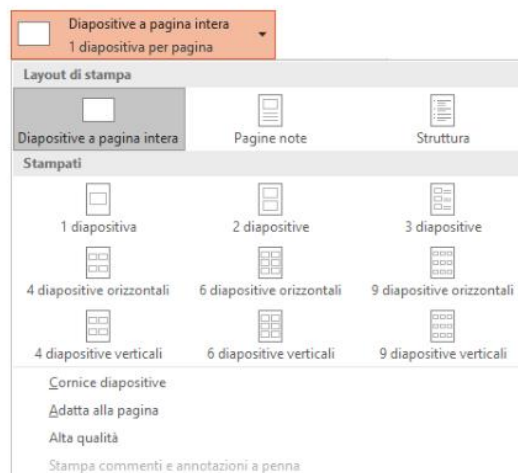 Diapositive a pagina intera
1 diapositiva per pagina
Layout di stampa
Diapositive a pagina intera
Pagine note
Struttura
Stampati
1 diapositiva
2 diapositive
3 diapositive
4 diapositive orizzontali
6 diapositive orizzontali
9 diapositive orizzontali
4 diapositive verticali
6 diapositive verticali
9 diapositive verticali
Cornice diapositive
Adatta alla pagina
Alta qualità
Stampa commenti e annotazioni a penna